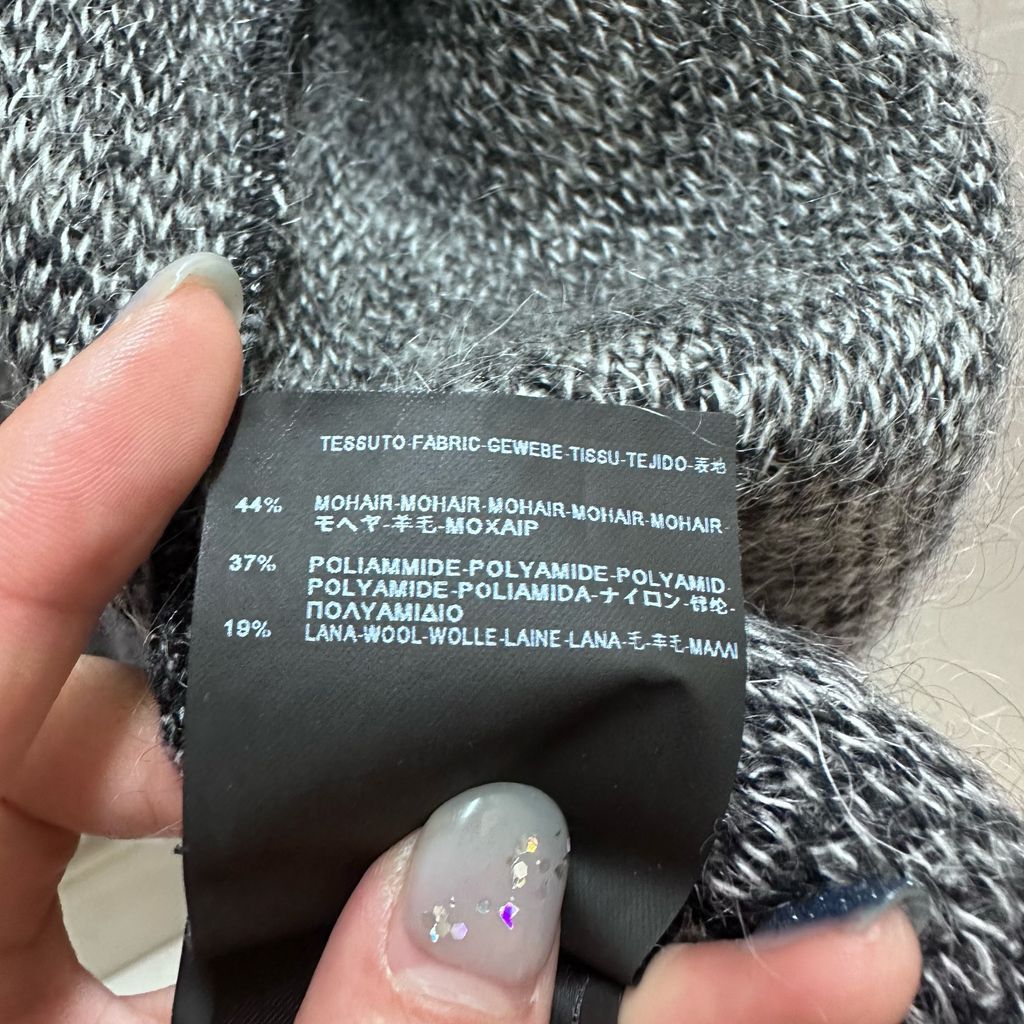 TESSUTO-FABRIC-GEWEBE-TISSU-TEJIDO-表地
44% MOHAIR-MOHAIR-MOHAIR-MOHAIR-MOHAIR-
モヘヤ-羊毛-ΜΟΧΑΙΡ
37% POLIAMMIDE-POLYAMIDE-POLYAMID-
POLYAMIDE-POLIAMIDA-ナイロン-锦纶-
ΠΟΛΥΑΜΙΔΙΟ
19% LANA-WOOL-WOLLE-LAINE-LANA-毛-羊毛-ΜΑΛΛΙ